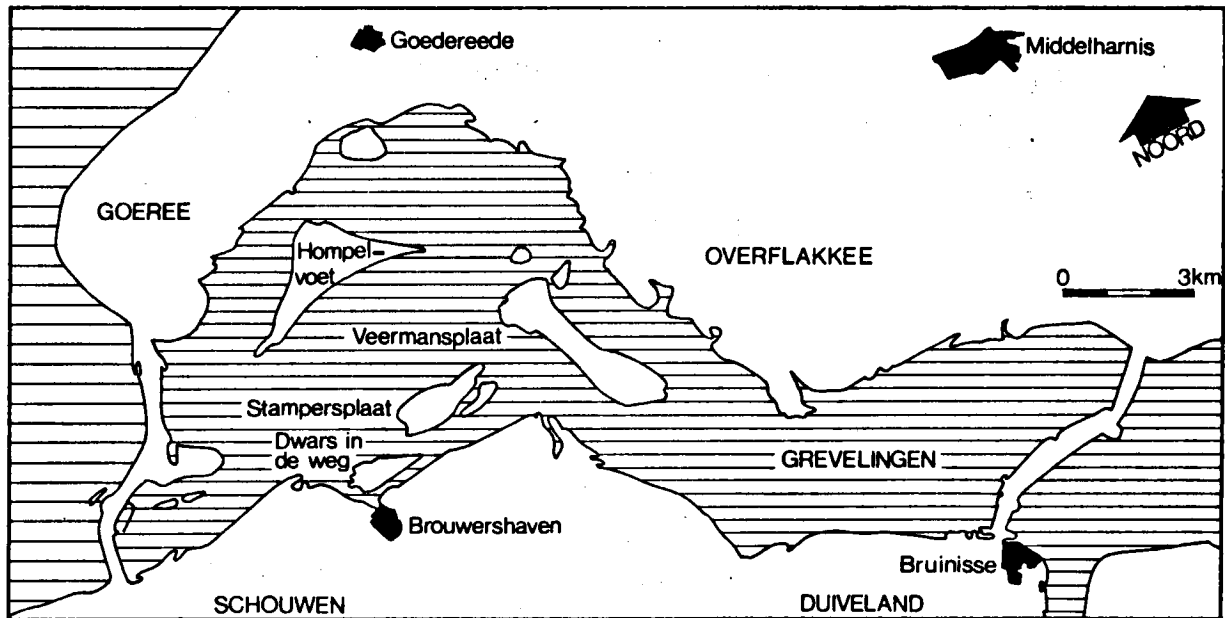 Goedereede
Middelharnis
NOORD
GOEREE
Hompel-
voet
OVERFLAKKEE
0 3km
Veermansplaat
Stampersplaat
Dwars in
de weg
GREVELINGEN
Brouwershaven
Bruinisse
SCHOUWEN
DUIVELAND